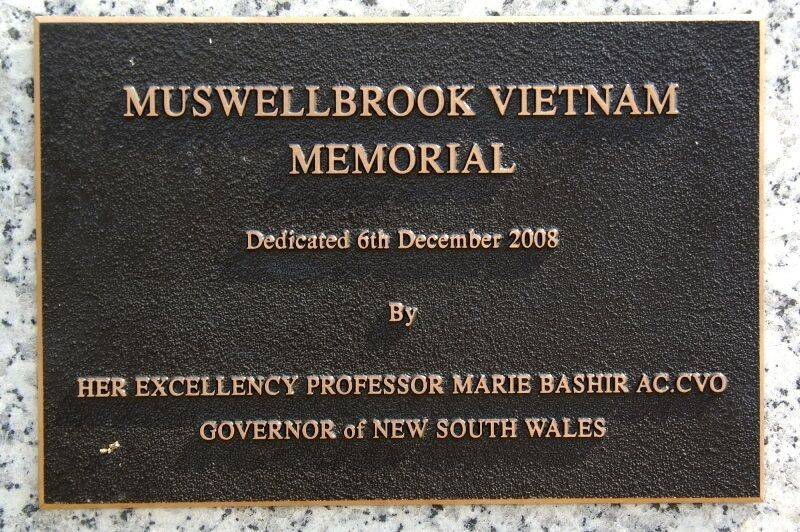 MUSWELLBROOK VIETNAM
MEMORIAL
Dedicated 6th December 2008
By
HER EXCELLENCY PROFESSOR MARIE BASHIR AC.CVO
GOVERNOR of NEW SOUTH WALES